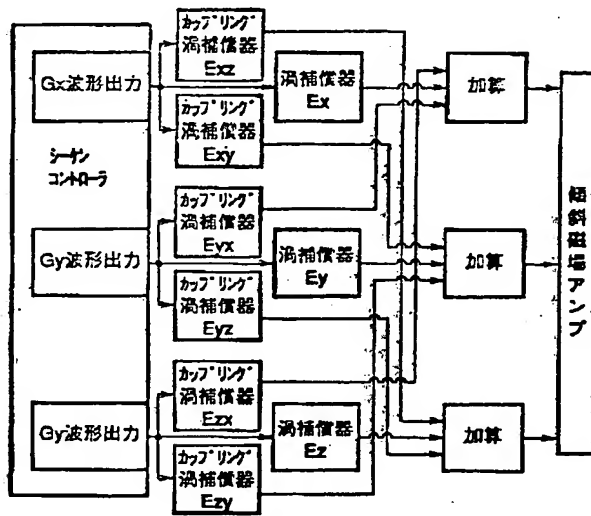 Gx波形出力
シーケン
コントローラ
Gy波形出力
Gy波形出力
カップリング
渦補償器
Exz
カップリング
渦補償器
Exy
カップリング
渦補償器
Eyx
カップリング
渦補償器
Eyz
カップリング
渦補償器
Ezx
カップリング
渦補償器
Ezy
渦補償器
Ex
渦補償器
Ey
渦補償器
Ez
加算
加算
加算
傾斜磁場アンプ